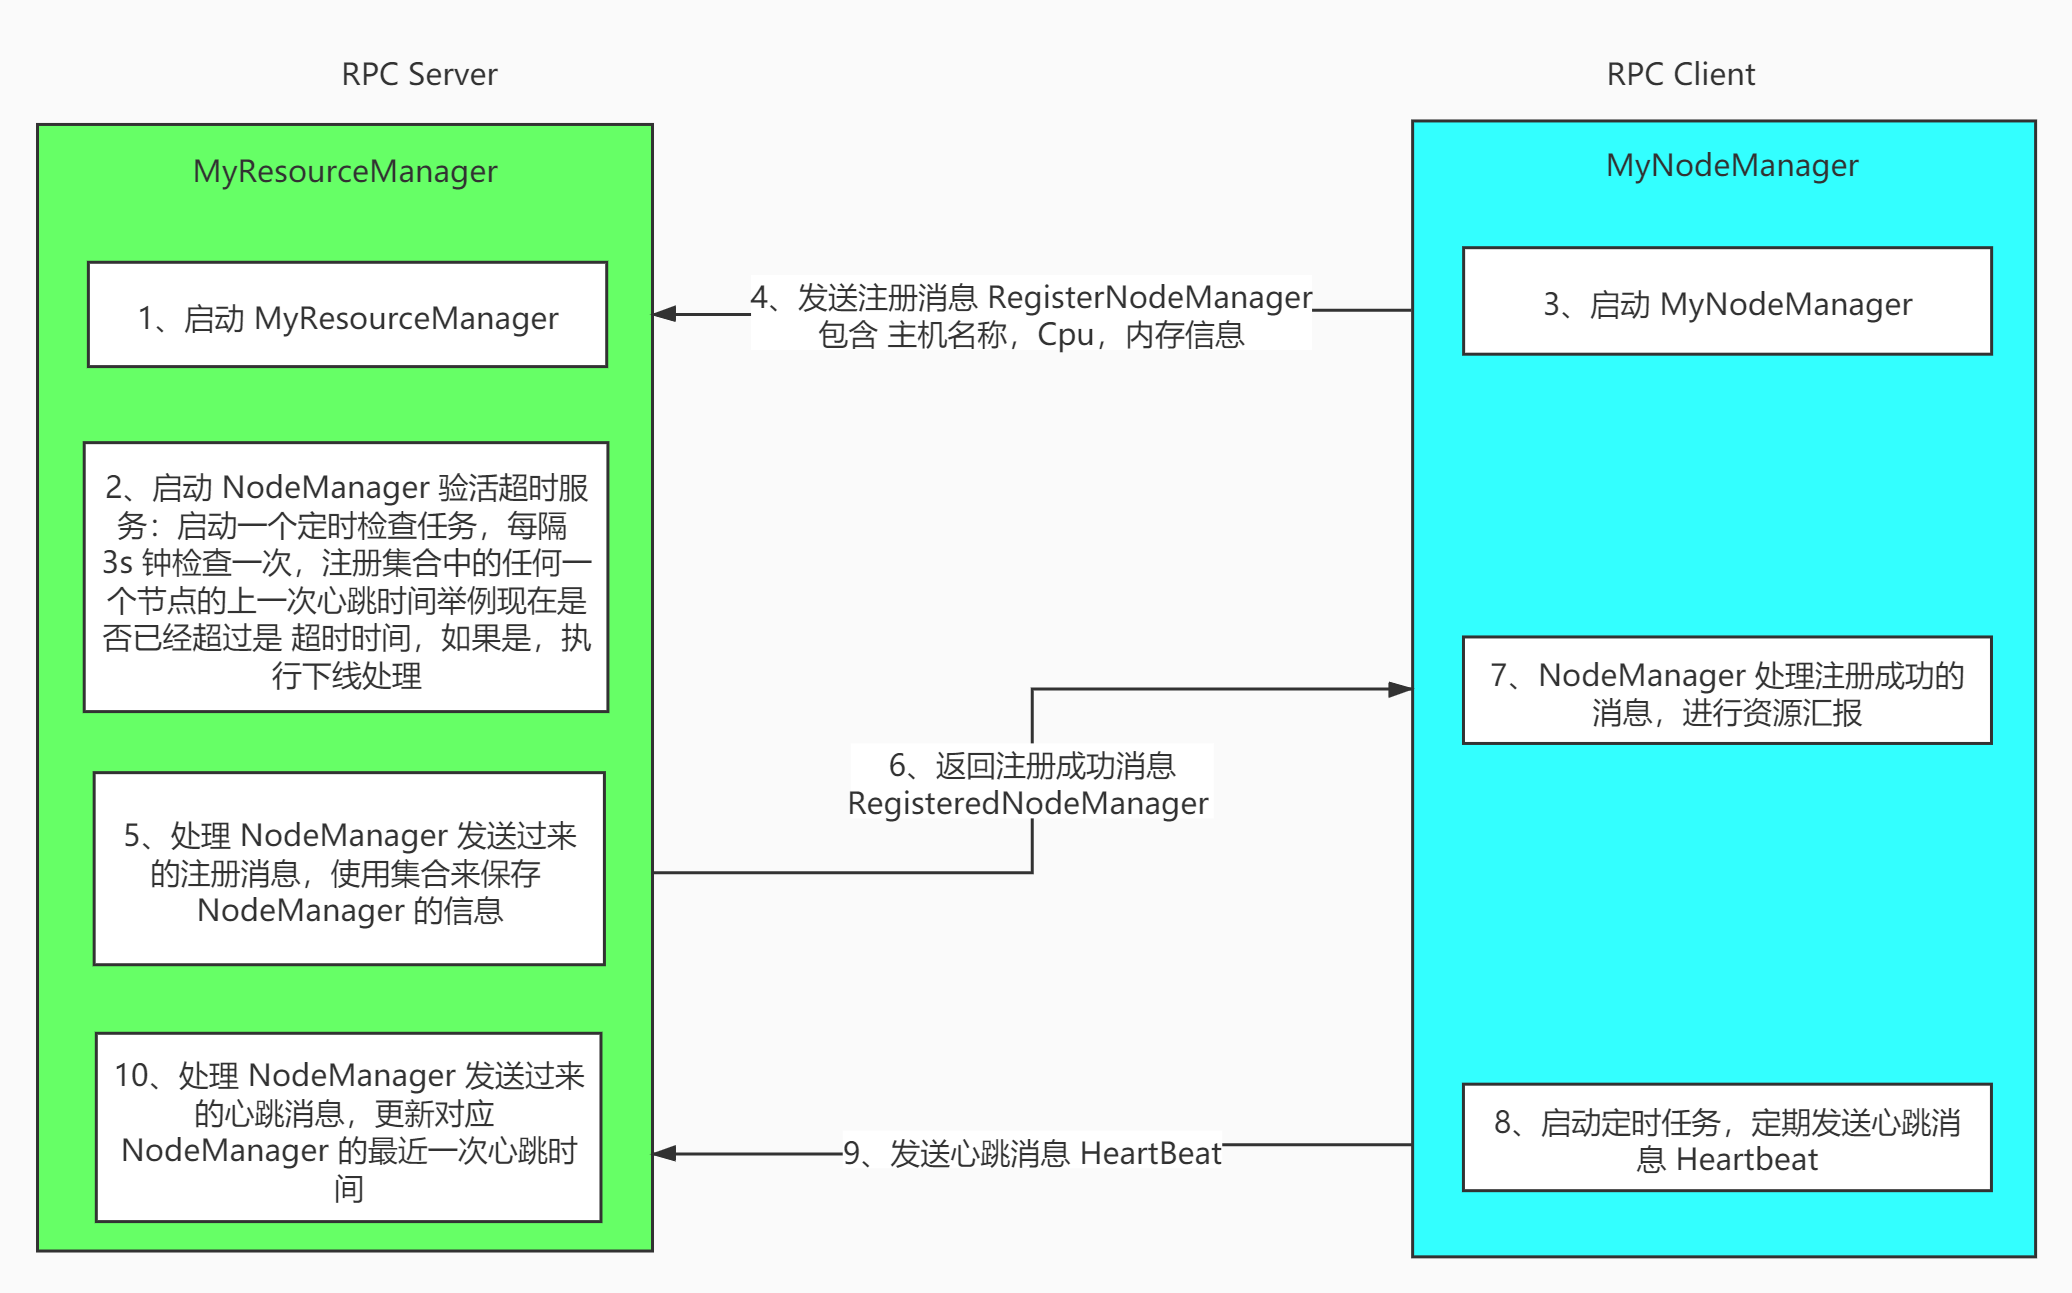 RPC Server
RPC Client
MyResourceManager
MyNodeManager
1、启动 MyResourceManager
4、发送注册消息 RegisterNodeManager
包含 主机名称，Cpu，内存信息
3、启动 MyNodeManager
2、启动 NodeManager 验活超时服
务：启动一个定时检查任务，每隔
3s 钟检查一次，注册集合中的任何一
个节点的上一次心跳时间举例现在是
否已经超过是 超时时间，如果是，执
行下线处理
7、NodeManager 处理注册成功的
消息，进行资源汇报
6、返回注册成功消息
RegisteredNodeManager
5、处理 NodeManager 发送过来
的注册消息，使用集合来保存
NodeManager 的信息
10、处理 NodeManager 发送过来
的心跳消息，更新对应
NodeManager 的最近一次心跳时
间
9、发送心跳消息 HeartBeat
8、启动定时任务，定期发送心跳消
息 Heartbeat